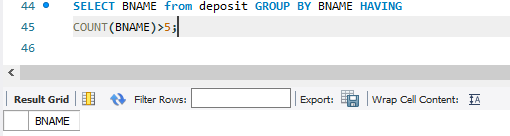 44 SELECT BNAME from deposit GROUP BY BNAME HAVING
45 COUNT(BNAME)>5;
46
Result Grid Filter Rows: Export: Wrap Cell Content: IA
BNAME